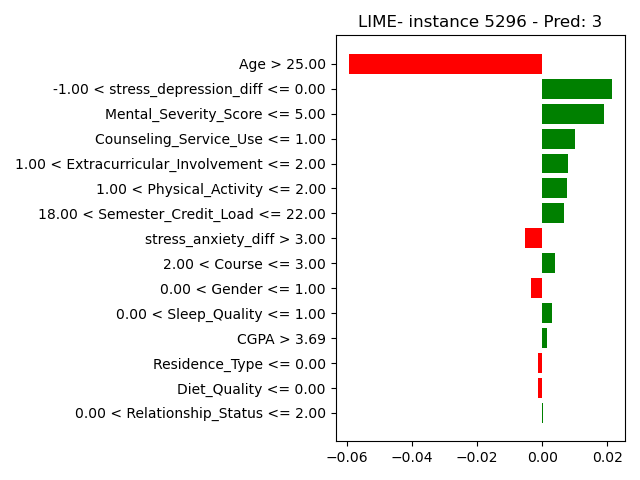 LIME- instance 5296 - Pred: 3
Age > 25.00
-1.00 < stress_depression_diff <= 0.00
Mental_Severity_Score <= 5.00
Counseling_Service_Use <= 1.00
1.00 < Extracurricular_Involvement <= 2.00
1.00 < Physical_Activity <= 2.00
18.00 < Semester_Credit_Load <= 22.00
stress_anxiety_diff > 3.00
2.00 < Course <= 3.00
0.00 < Gender <= 1.00
0.00 < Sleep_Quality <= 1.00
CGPA > 3.69
Residence_Type <= 0.00
Diet_Quality <= 0.00
0.00 < Relationship_Status <= 2.00
−0.06 −0.04 −0.02 0.00 0.02